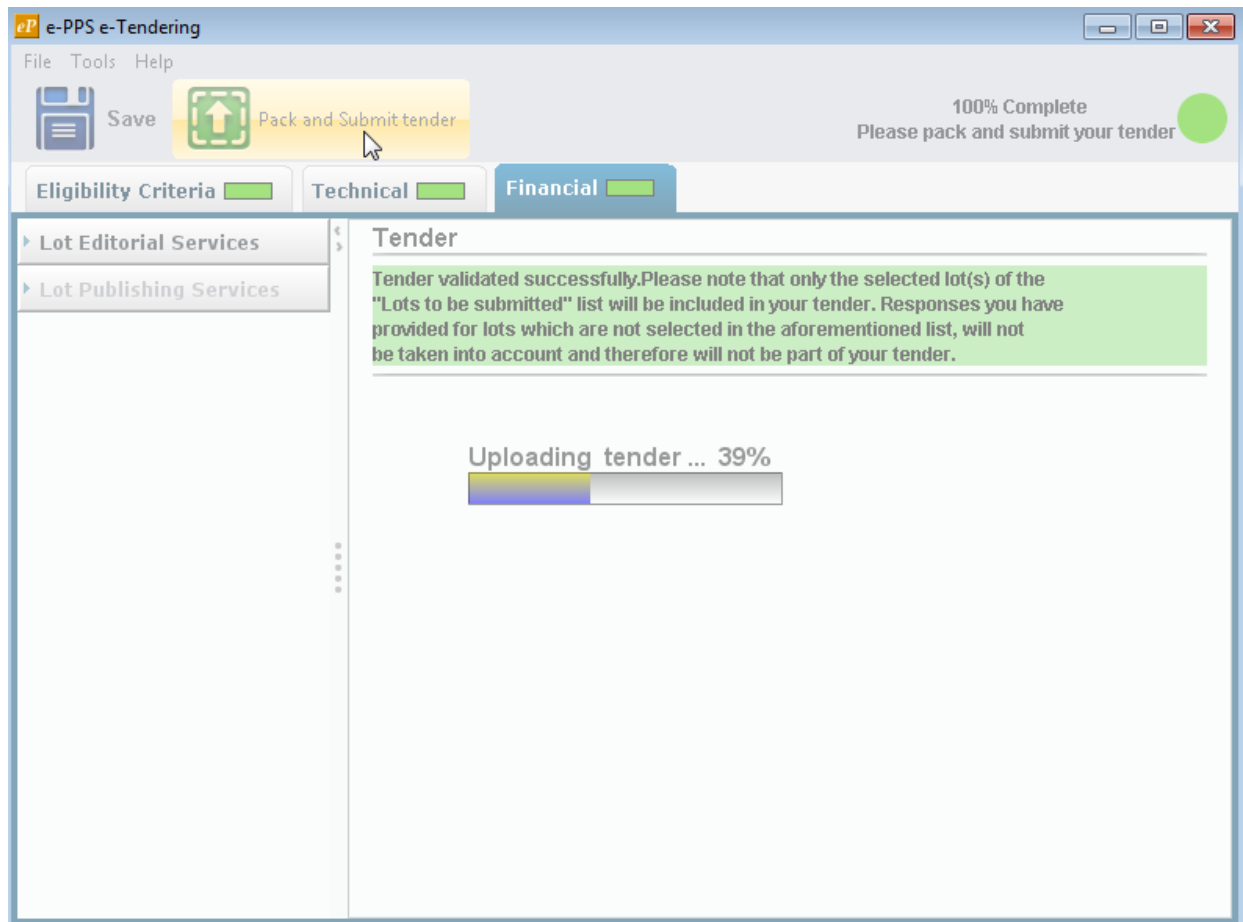 eP e-PPS e-Tendering
File Tools Help
Save Pack and Submit tender
100% Complete
Please pack and submit your tender
Eligibility Criteria Technical Financial
Lot Editorial Services
Lot Publishing Services
Tender
Tender validated successfully.Please note that only the selected lot(s) of the
"Lots to be submitted" list will be included in your tender. Responses you have
provided for lots which are not selected in the aforementioned list, will not
be taken into account and therefore will not be part of your tender.
Uploading tender ... 39%